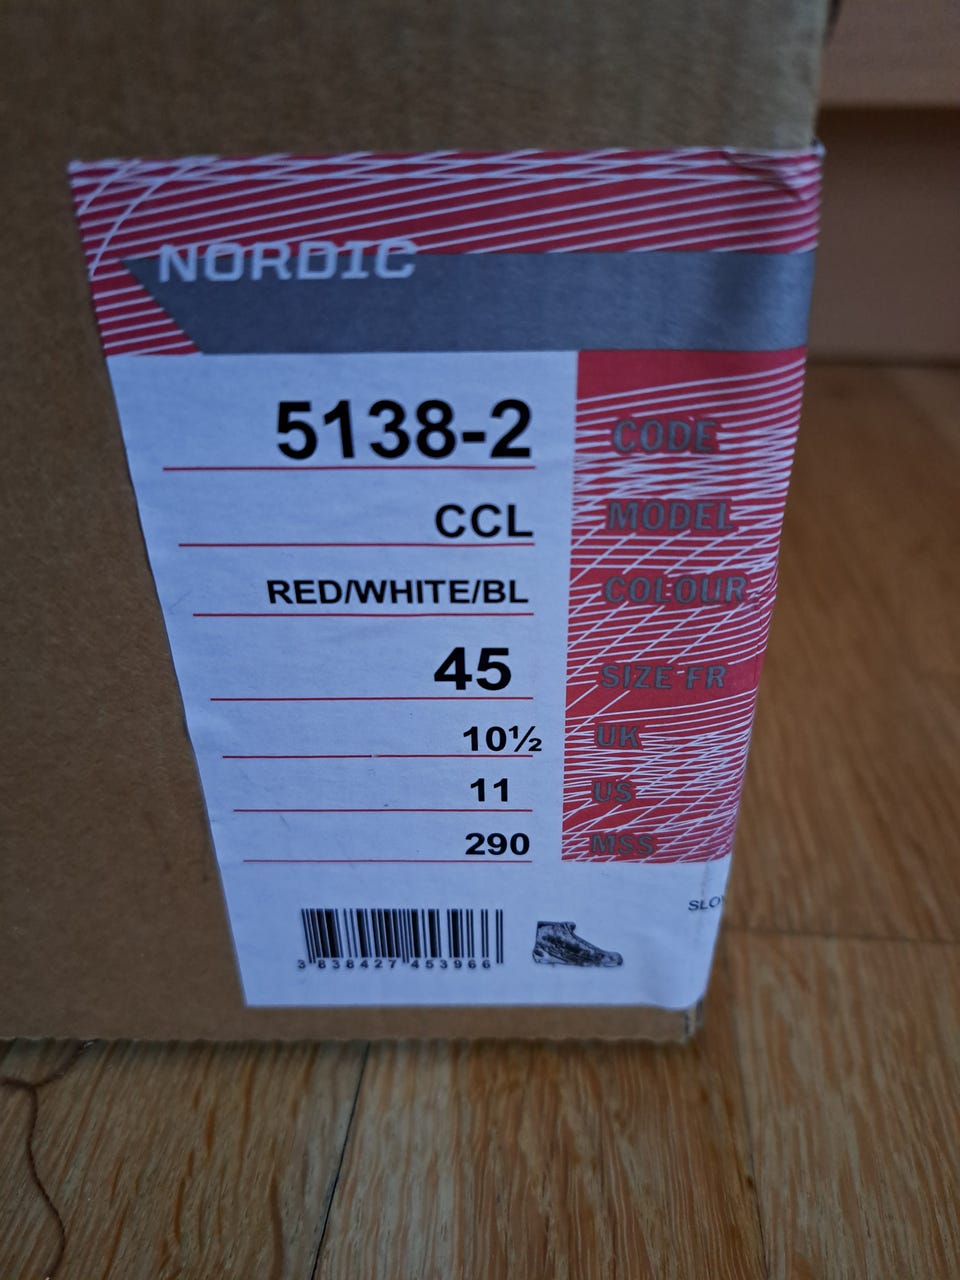 NORDIC
5138-2 CODE
CCL MODEL
RED/WHITE/BL COLOUR
45 SIZE FR
10½ UK
11 US
290 MSS
3 838427 453966